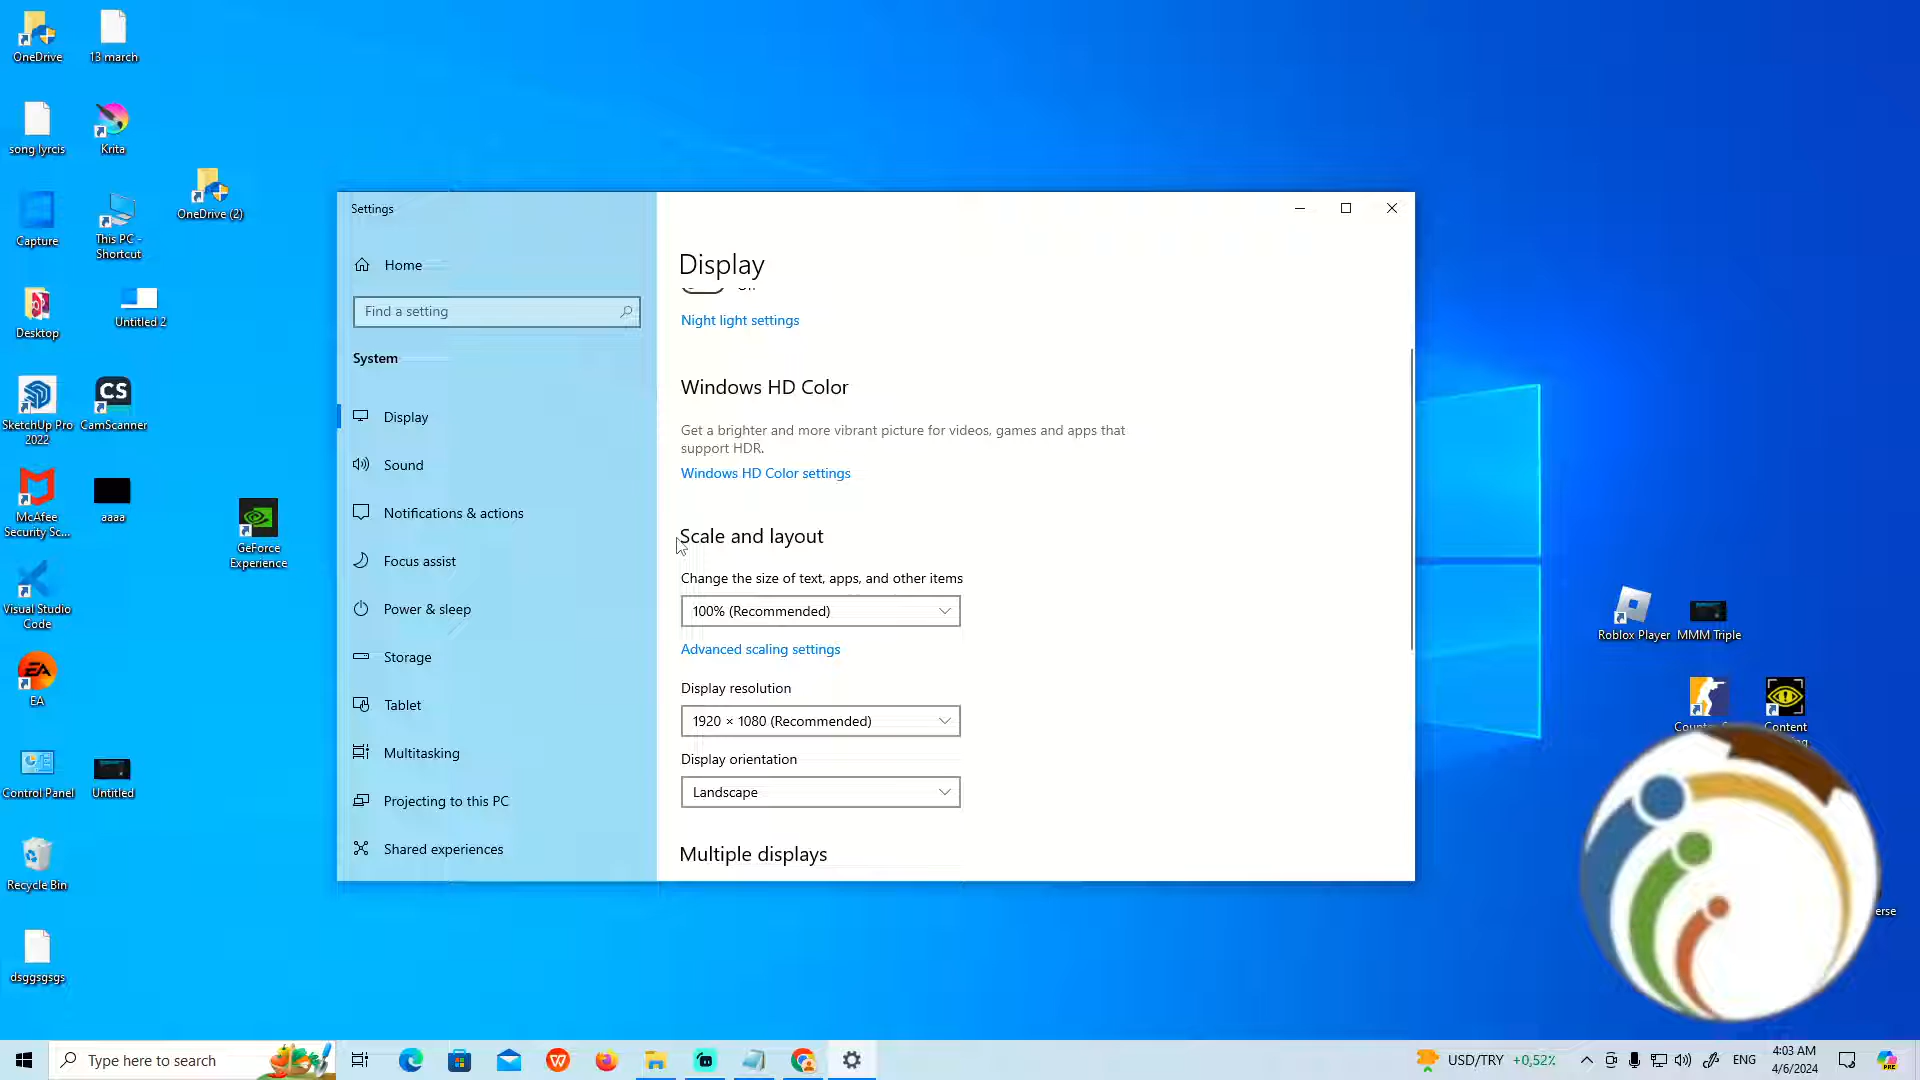 OneDrive
13 march
song lyrcis
Krita
OneDrive (2)
Capture
This PC -
Shortcut
Desktop
Untitled 2
SketchUp Pro
2022
CS
CamScanner
McAfee
Security Sc...
aaaa
GeForce
Experience
Visual Studio
Code
EA
EA
Control Panel
Untitled
Recycle Bin
dsggsgsgs
Settings
Home
Find a setting
System
Display
Sound
Notifications & actions
Focus assist
Power & sleep
Storage
Tablet
Multitasking
Projecting to this PC
Shared experiences
Display
Night light settings
Windows HD Color
Get a brighter and more vibrant picture for videos, games and apps that
support HDR.
Windows HD Color settings
Scale and layout
Change the size of text, apps, and other items
100% (Recommended)
Advanced scaling settings
Display resolution
1920 × 1080 (Recommended)
Display orientation
Landscape
Multiple displays
Roblox Player
MMM Triple
Content
erse
Type here to search
USD/TRY +0,52%
ENG
4:03 AM
4/6/2024
PRE